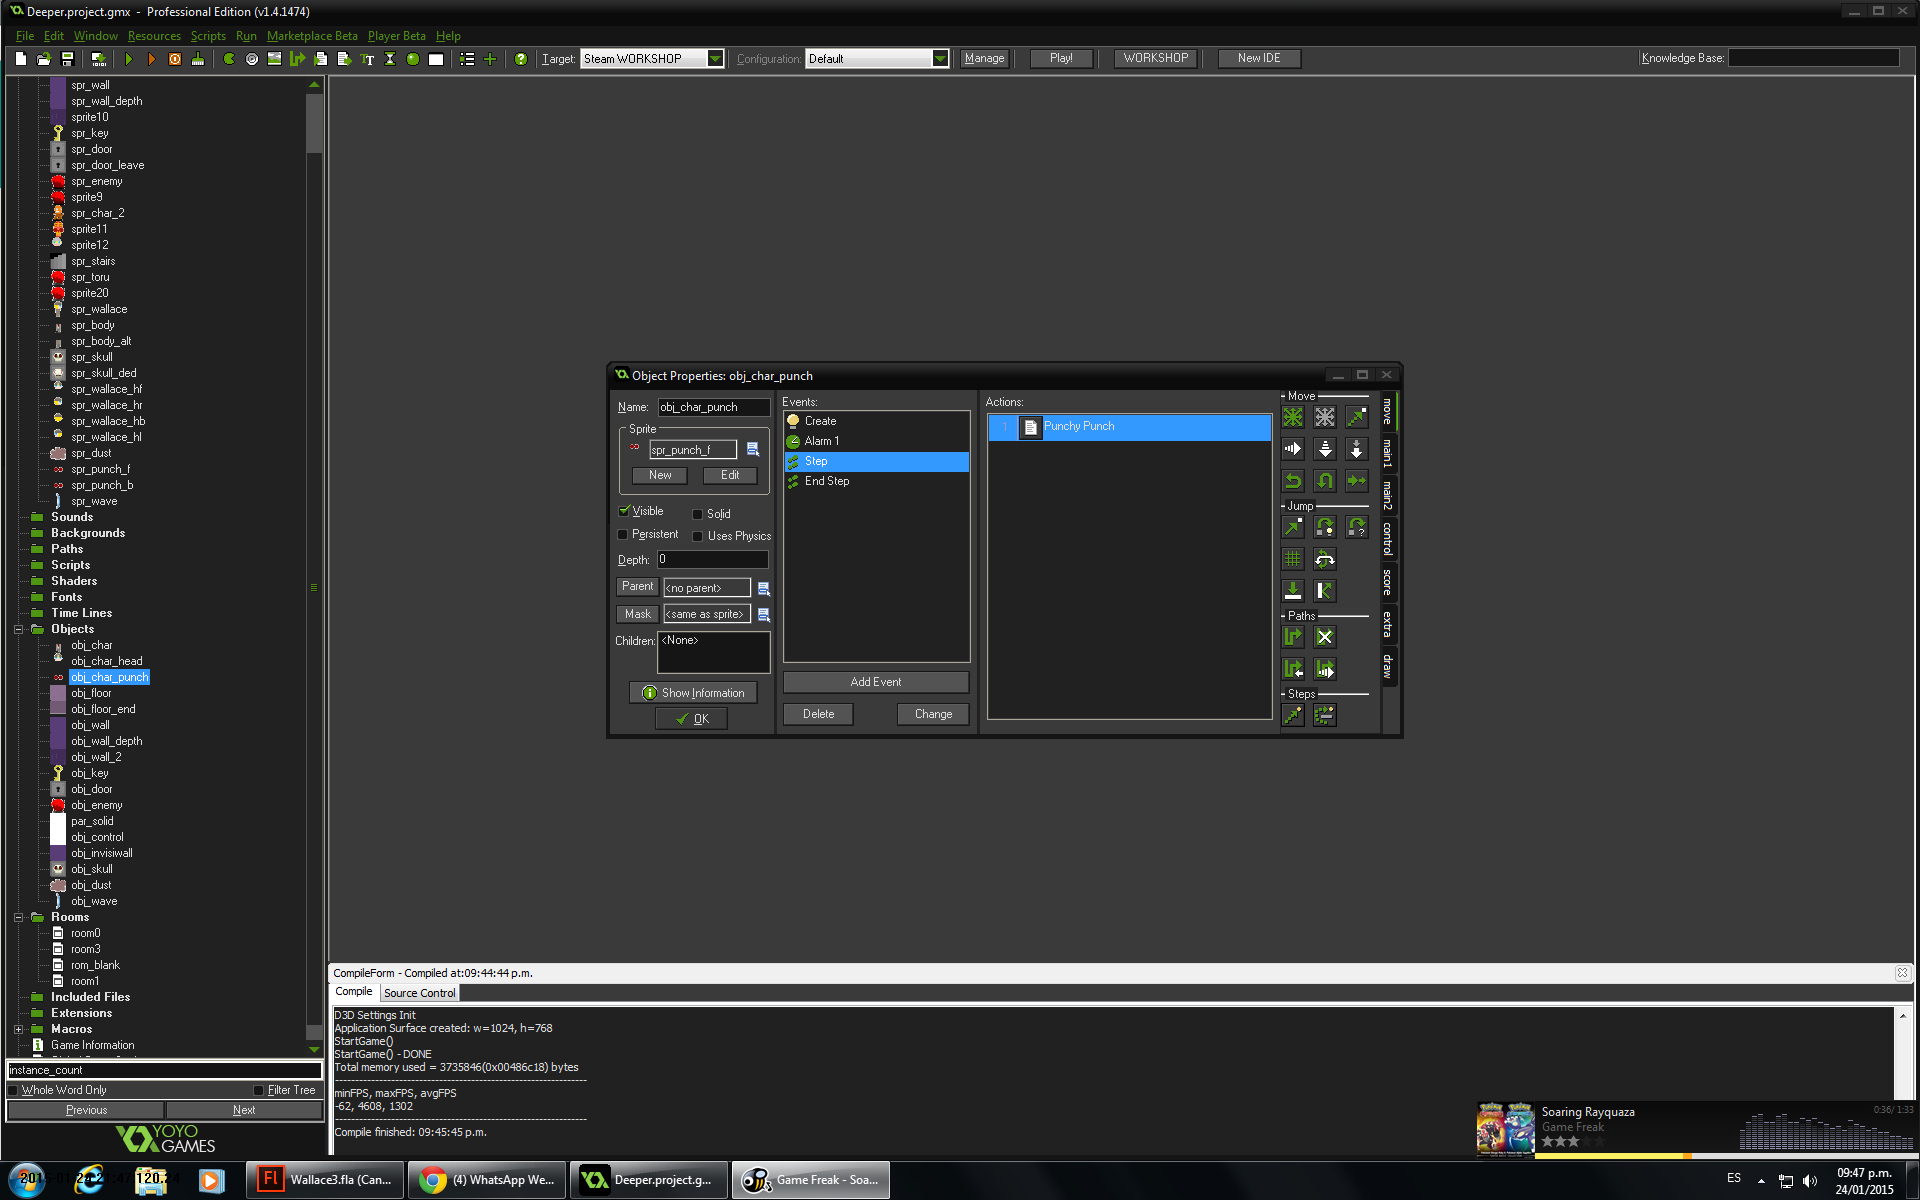 Deeper.project.gmx - Professional Edition (v1.4.1474)
File Edit Window Resources Scripts Run Marketplace Beta Player Beta Help
Target: Steam WORKSHOP Configuration: Default Manage Play! WORKSHOP New IDE Knowledge Base:
spr_wall
spr_wall_depth
sprite10
spr_key
spr_door
spr_door_leave
spr_enemy
sprite9
spr_char_2
sprite11
sprite12
spr_stairs
spr_toru
sprite20
spr_wallace
spr_body
spr_body_alt
spr_skull
spr_skull_ded
spr_wallace_hf
spr_wallace_hr
spr_wallace_hb
spr_wallace_hl
spr_dust
spr_punch_f
spr_punch_b
spr_wave
Sounds
Backgrounds
Paths
Scripts
Shaders
Fonts
Time Lines
Objects
obj_char
obj_char_head
obj_char_punch
obj_floor
obj_floor_end
obj_wall
obj_wall_depth
obj_wall_2
obj_key
obj_door
obj_enemy
par_solid
obj_control
obj_invisiwall
obj_skull
obj_dust
obj_wave
Rooms
room0
room3
rom_blank
room1
Included Files
Extensions
Macros
Game Information
instance_count
Whole Word Only Filter Tree
Previous Next
YOYO GAMES
Object Properties: obj_char_punch
Name: obj_char_punch
Sprite
spr_punch_f
New Edit
Visible Solid
Persistent Uses Physics
Depth: 0
Parent <no parent>
Mask <same as sprite>
Children: <None>
Show Information
OK
Events:
Create
Alarm 1
Step
End Step
Add Event
Delete Change
Actions:
1 Punchy Punch
Move
Jump
Paths
Steps
move
main1
main2
control
score
extra
draw
CompileForm - Compiled at:09:44:44 p.m.
Compile Source Control
D3D Settings Init
Application Surface created: w=1024, h=768
StartGame()
StartGame() - DONE
Total memory used = 3735846(0x00486c18) bytes
minFPS, maxFPS, avgFPS
-62, 4608, 1302
Compile finished: 09:45:45 p.m.
Soaring Rayquaza 0:36/ 1:33
Game Freak
2015-01-24 21:47 120.24
Wallace3.fla (Can...
(4) WhatsApp We...
Deeper.project.g...
Game Freak - Soa...
ES
09:47 p.m.
24/01/2015